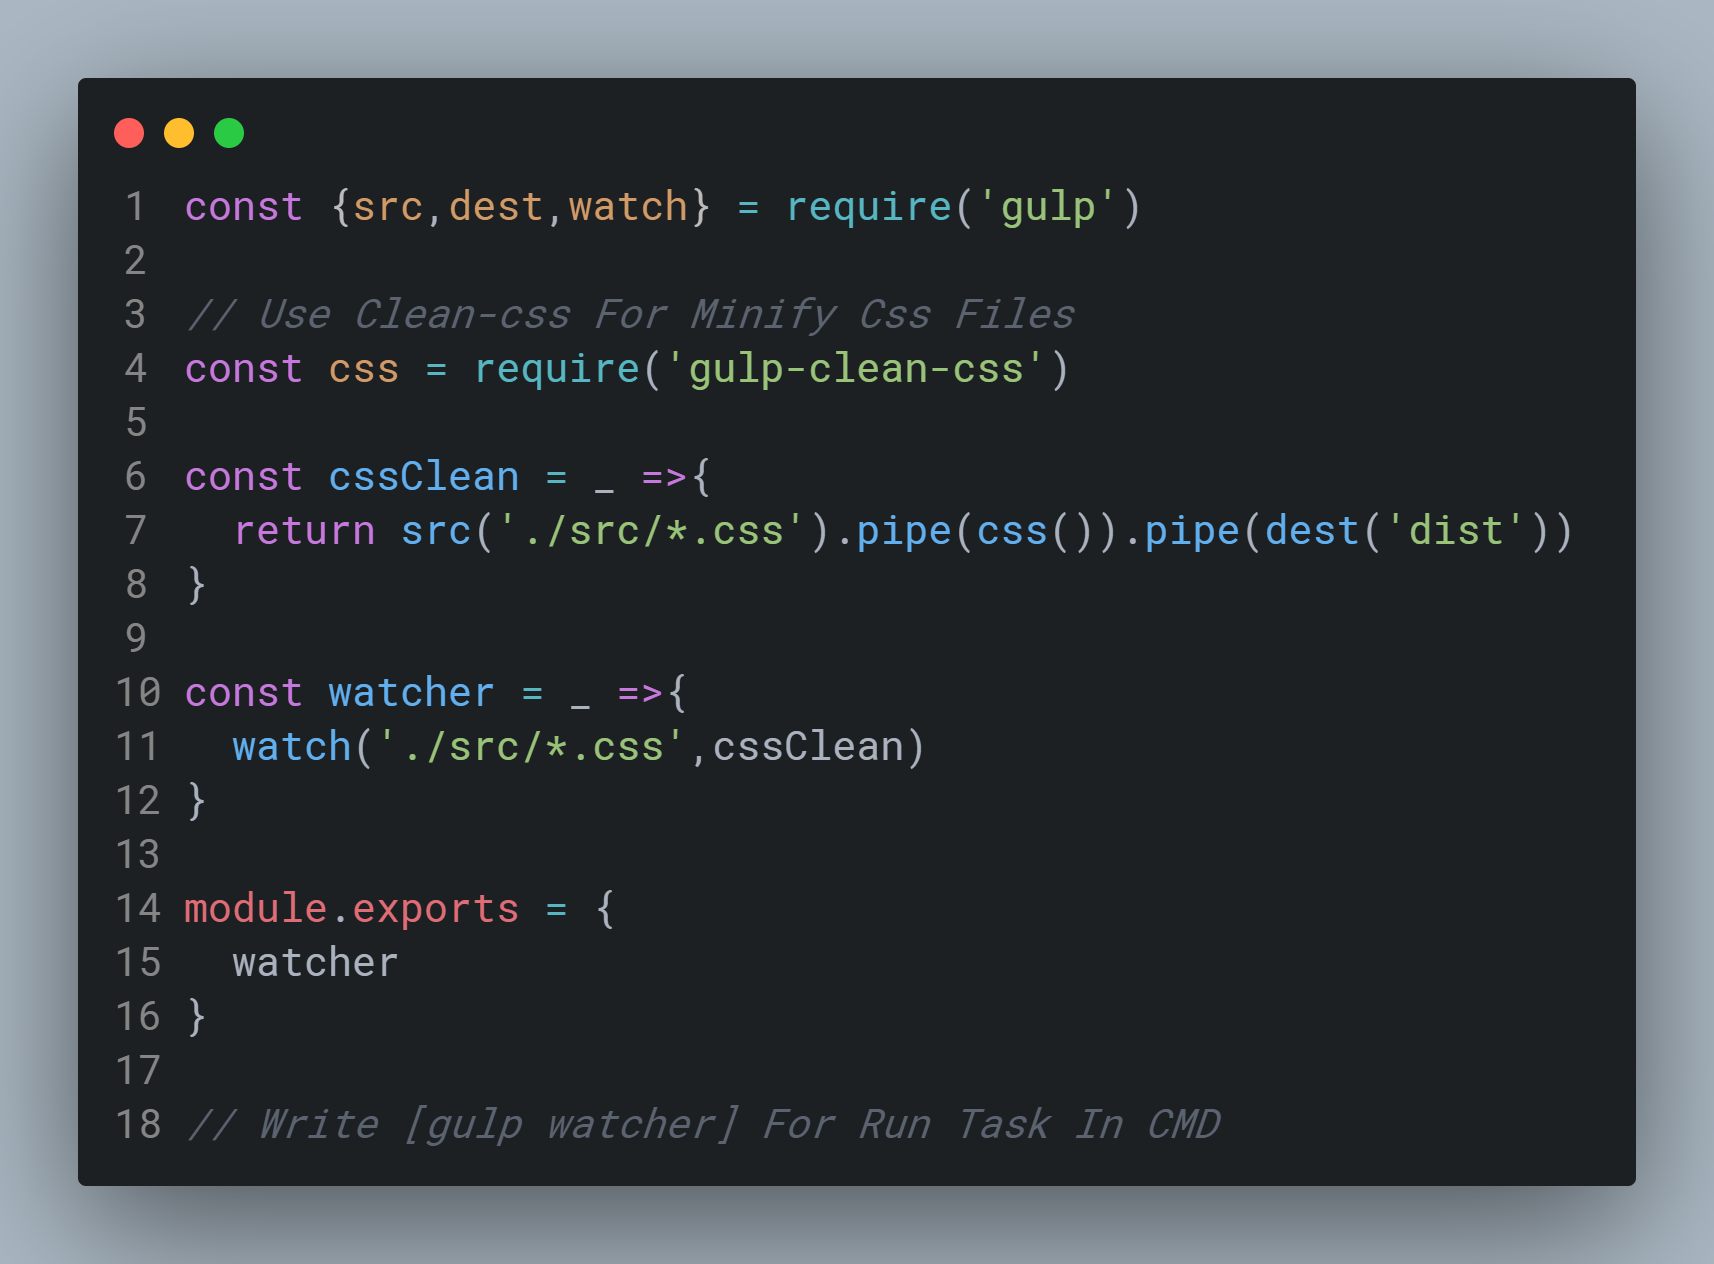 1 const {src,dest,watch} = require('gulp')
2
3 // Use Clean-css For Minify Css Files
4 const css = require('gulp-clean-css')
5
6 const cssClean = _ =>{
7   return src('./src/*.css').pipe(css()).pipe(dest('dist'))
8 }
9
10 const watcher = _ =>{
11   watch('./src/*.css',cssClean)
12 }
13
14 module.exports = {
15   watcher
16 }
17
18 // Write [gulp watcher] For Run Task In CMD